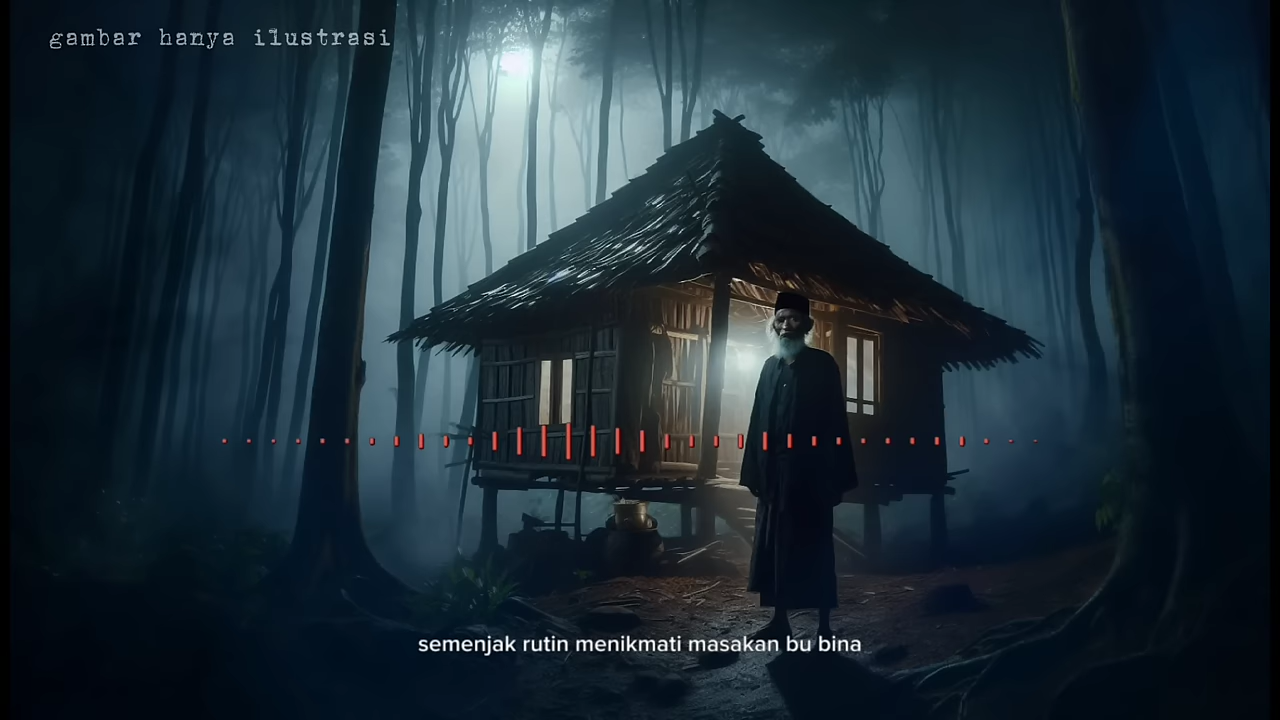 gambar hanya ilustrasi
semenjak rutin menikmati masakan bu bina